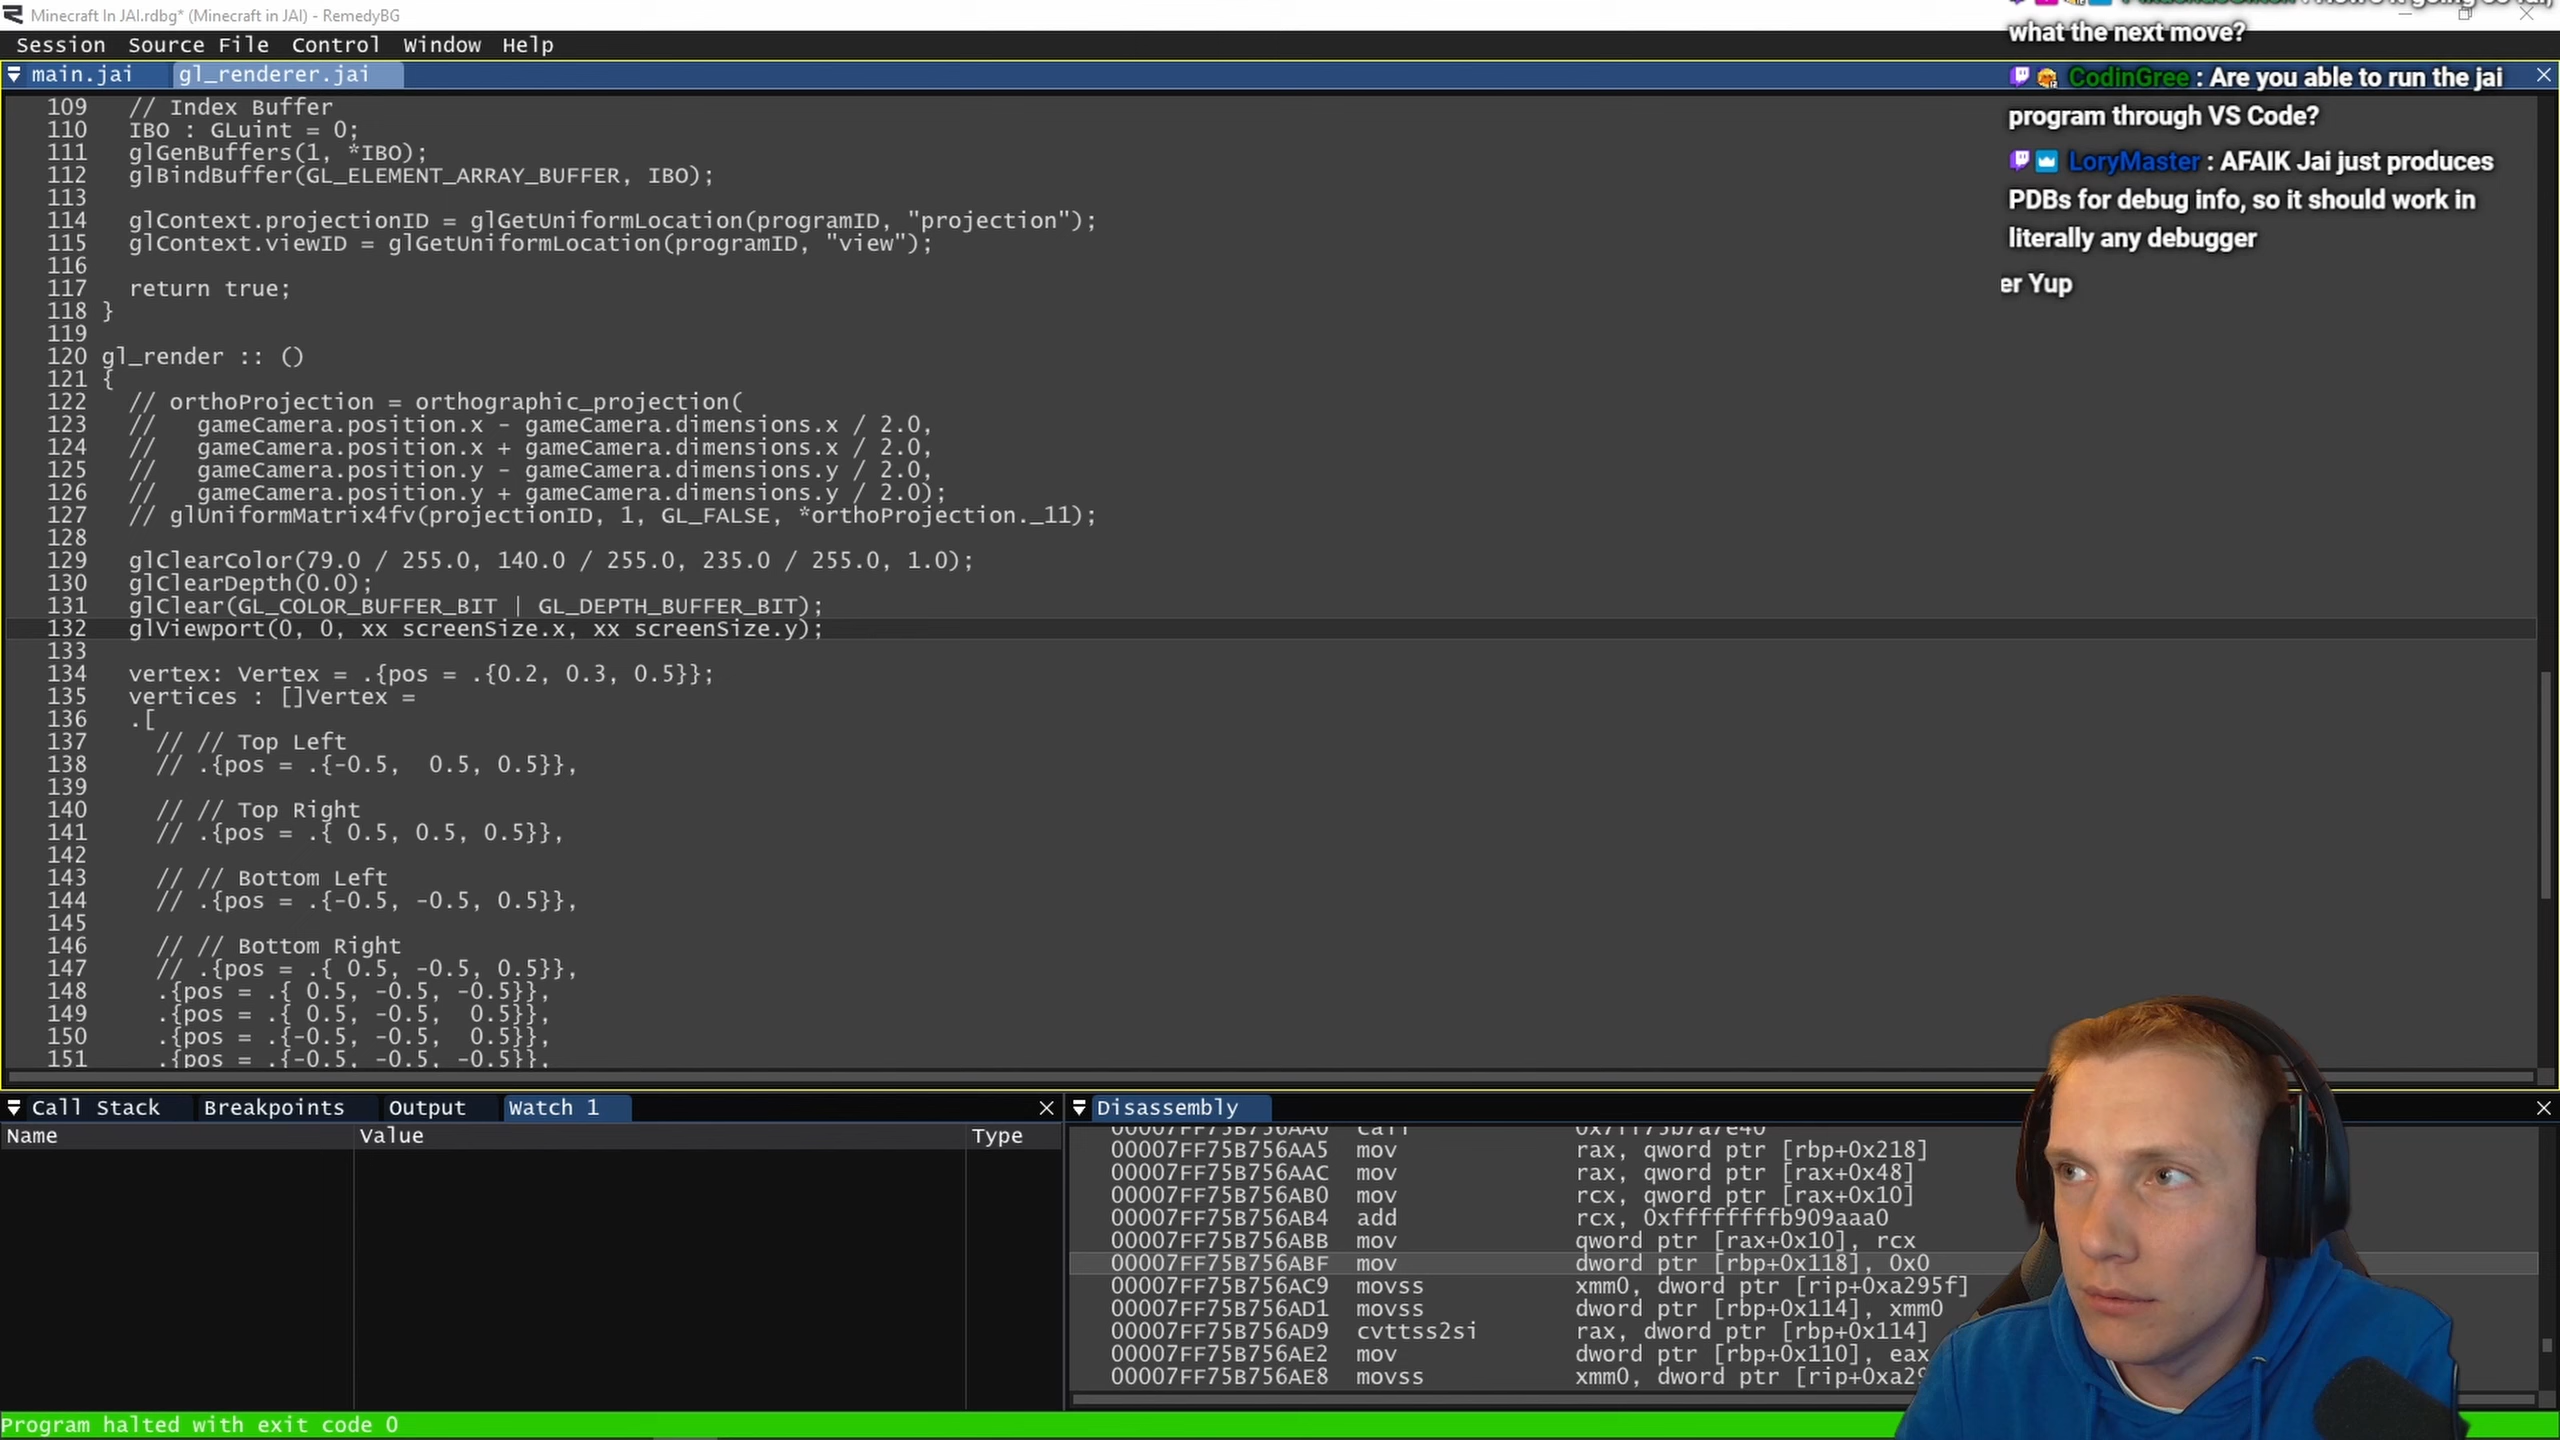 Minecraft In JAI.rdbg* (Minecraft in JAI) - RemedyBG
Session Source File Control Window Help
main.jai gl_renderer.jai
109 // Index Buffer
110 IBO : GLuint = 0;
111 glGenBuffers(1, *IBO);
112 glBindBuffer(GL_ELEMENT_ARRAY_BUFFER, IBO);
113
114 glContext.projectionID = glGetUniformLocation(programID, "projection");
115 glContext.viewID = glGetUniformLocation(programID, "view");
116
117 return true;
118 }
119
120 gl_render :: ()
121 {
122 // orthoProjection = orthographic_projection(
123 // gameCamera.position.x - gameCamera.dimensions.x / 2.0,
124 // gameCamera.position.x + gameCamera.dimensions.x / 2.0,
125 // gameCamera.position.y - gameCamera.dimensions.y / 2.0,
126 // gameCamera.position.y + gameCamera.dimensions.y / 2.0);
127 // glUniformMatrix4fv(projectionID, 1, GL_FALSE, *orthoProjection._11);
128
129 glClearColor(79.0 / 255.0, 140.0 / 255.0, 235.0 / 255.0, 1.0);
130 glClearDepth(0.0);
131 glClear(GL_COLOR_BUFFER_BIT | GL_DEPTH_BUFFER_BIT);
132 glViewport(0, 0, xx screenSize.x, xx screenSize.y);
133
134 vertex: Vertex = .{pos = .{0.2, 0.3, 0.5}};
135 vertices : []Vertex =
136 .[
137 // // Top Left
138 // .{pos = .{-0.5, 0.5, 0.5}},
139
140 // // Top Right
141 // .{pos = .{ 0.5, 0.5, 0.5}},
142
143 // // Bottom Left
144 // .{pos = .{-0.5, -0.5, 0.5}},
145
146 // // Bottom Right
147 // .{pos = .{ 0.5, -0.5, 0.5}},
148 .{pos = .{ 0.5, -0.5, -0.5}},
149 .{pos = .{ 0.5, -0.5, 0.5}},
150 .{pos = .{-0.5, -0.5, 0.5}},
151 .{pos = .{-0.5, -0.5, -0.5}},
what the next move?
CodinGree : Are you able to run the jai
program through VS Code?
LoryMaster : AFAIK Jai just produces
PDBs for debug info, so it should work in
literally any debugger
er Yup
Call Stack Breakpoints Output Watch 1
Name Value Type
Disassembly
00007FF75B756AA0 call 0x7ff75b7a7e40
00007FF75B756AA5 mov rax, qword ptr [rbp+0x218]
00007FF75B756AAC mov rax, qword ptr [rax+0x48]
00007FF75B756AB0 mov rcx, qword ptr [rax+0x10]
00007FF75B756AB4 add rcx, 0xffffffffb909aaa0
00007FF75B756ABB mov qword ptr [rax+0x10], rcx
00007FF75B756ABF mov dword ptr [rbp+0x118], 0x0
00007FF75B756AC9 movss xmm0, dword ptr [rip+0xa295f]
00007FF75B756AD1 movss dword ptr [rbp+0x114], xmm0
00007FF75B756AD9 cvttss2si rax, dword ptr [rbp+0x114]
00007FF75B756AE2 mov dword ptr [rbp+0x110], eax
00007FF75B756AE8 movss xmm0, dword ptr
Program halted with exit code 0